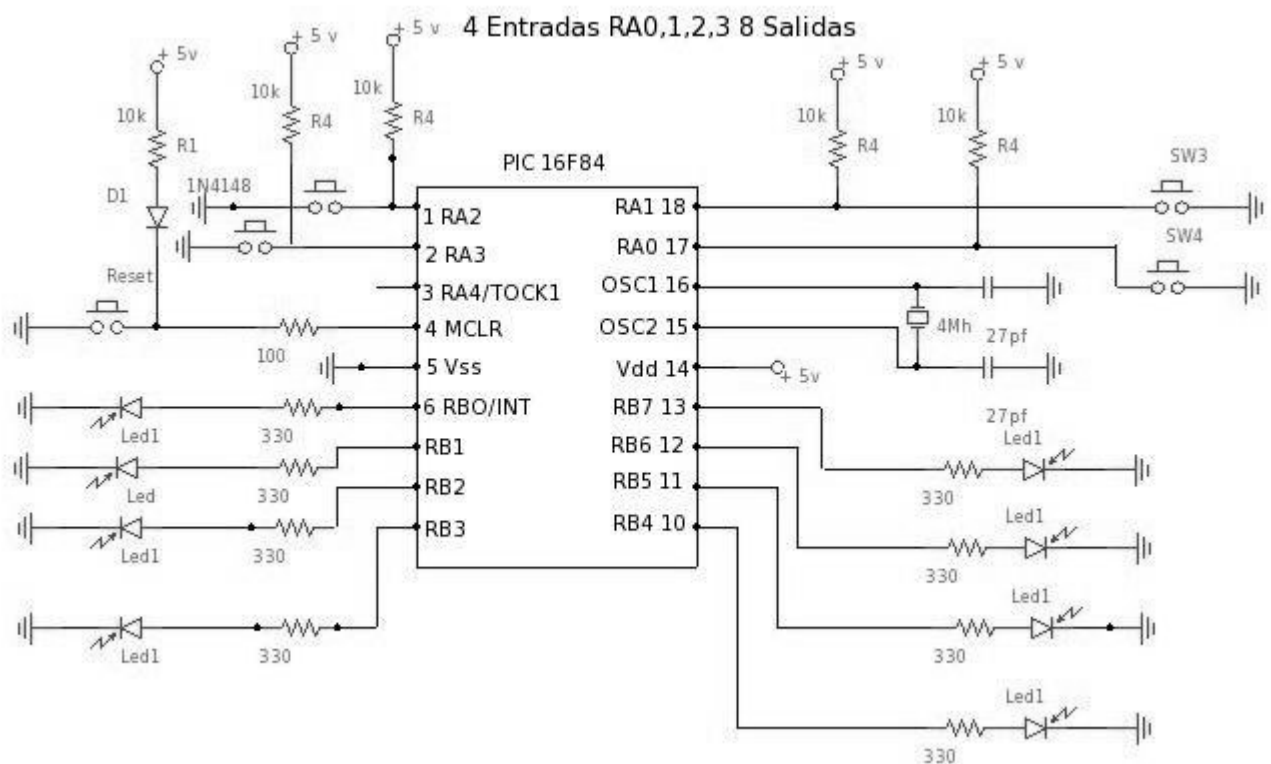 4 Entradas RA0,1,2,3 8 Salidas
+ 5v
+ 5 v
+ 5 v
+ 5 v
+ 5 v
10k
R1
10k
R4
10k
R4
10k
R4
10k
R4
PIC 16F84
D1
1N4148
SW3
SW4
Reset
1 RA2
2 RA3
3 RA4/TOCK1
4 MCLR
5 Vss
6 RBO/INT
RB1
RB2
RB3
RA1 18
RA0 17
OSC1 16
OSC2 15
Vdd 14
RB7 13
RB6 12
RB5 11
RB4 10
100
4Mh
27pf
+ 5v
27pf
Led1
330
Led
330
Led1
330
Led1
330
Led1
330
Led1
330
Led1
330
Led1
330